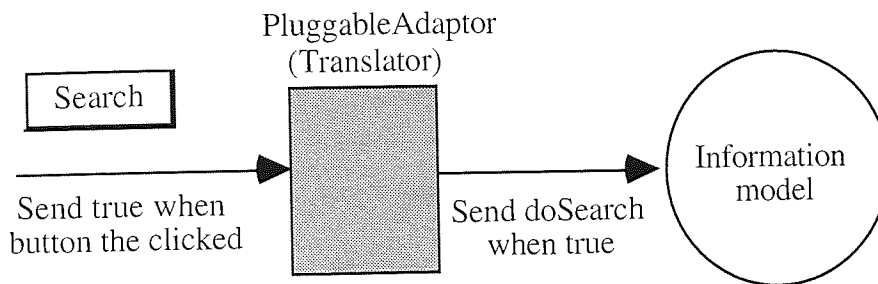 PluggableAdaptor
(Translator)
Search
Send true when
button the clicked
Send doSearch
when true
Information
model